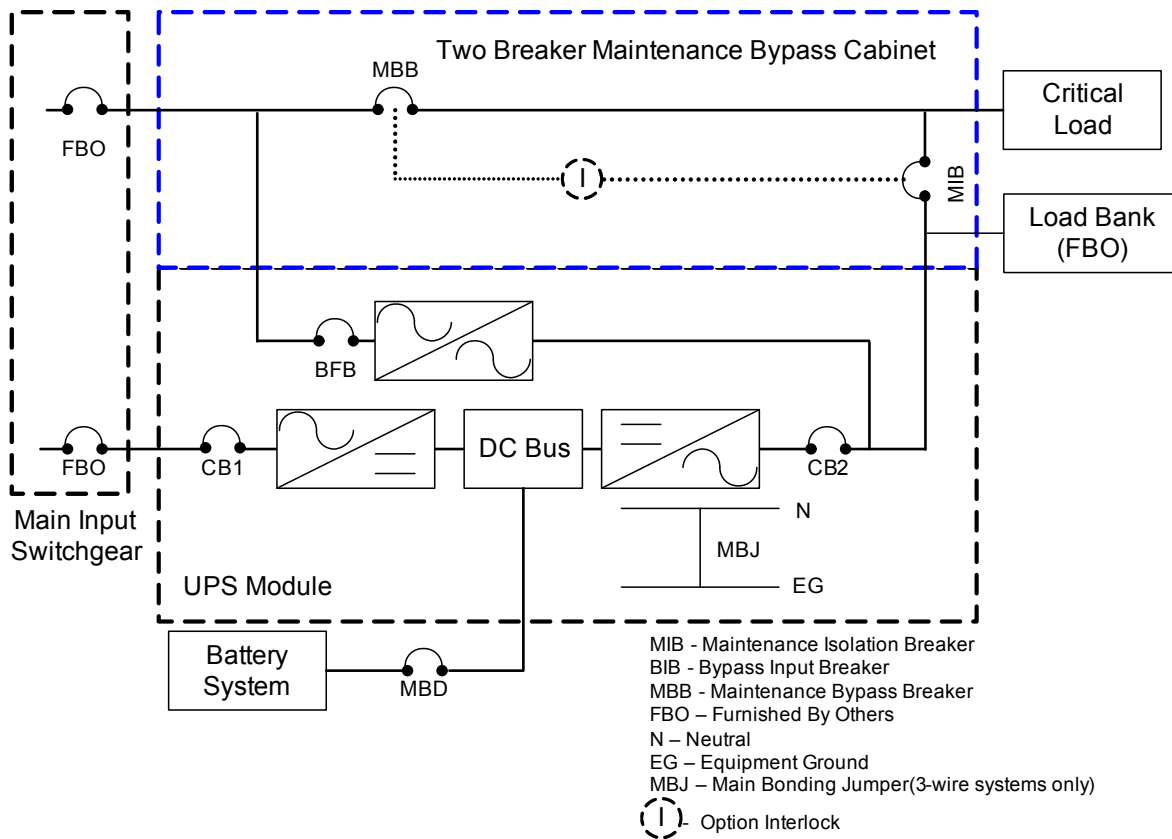 Two Breaker Maintenance Bypass Cabinet
MBB
FBO
Critical
Load
I
MIB
Load Bank
(FBO)
BFB
FBO
CB1
DC Bus
CB2
Main Input
Switchgear
N
MBJ
EG
UPS Module
Battery
System
MBD
MIB - Maintenance Isolation Breaker
BIB - Bypass Input Breaker
MBB - Maintenance Bypass Breaker
FBO – Furnished By Others
N – Neutral
EG – Equipment Ground
MBJ – Main Bonding Jumper(3-wire systems only)
I - Option Interlock